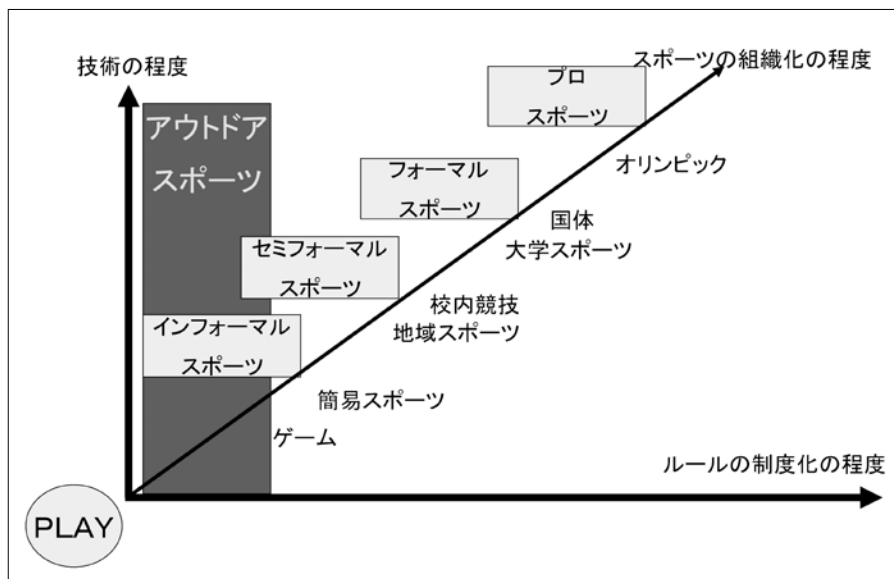 スポーツの組織化の程度
技術の程度
プロ
スポーツ
アウトドア
スポーツ
オリンピック
フォーマル
スポーツ
国体
大学スポーツ
セミフォーマル
スポーツ
校内競技
地域スポーツ
インフォーマル
スポーツ
簡易スポーツ
ゲーム
ルールの制度化の程度
PLAY